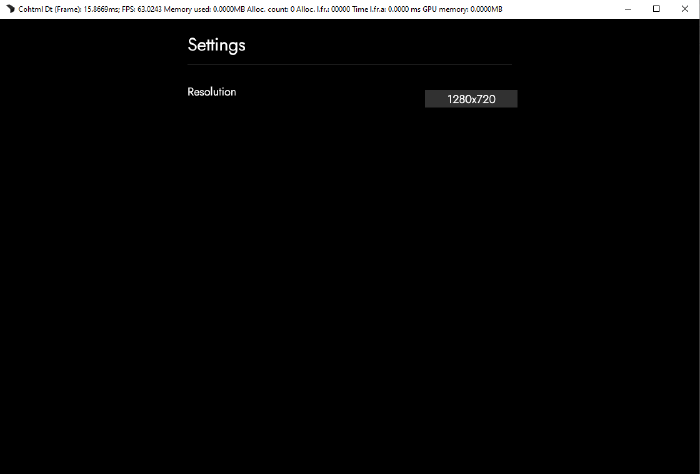 Cohtml Dt (Frame): 15.8669ms; FPS: 63.0243 Memory used: 0.0000MB Alloc. count: 0 Alloc. l.fr.: 00000 Time l.fr.a: 0.0000 ms GPU memory: 0.0000MB
Settings
Resolution
1280x720